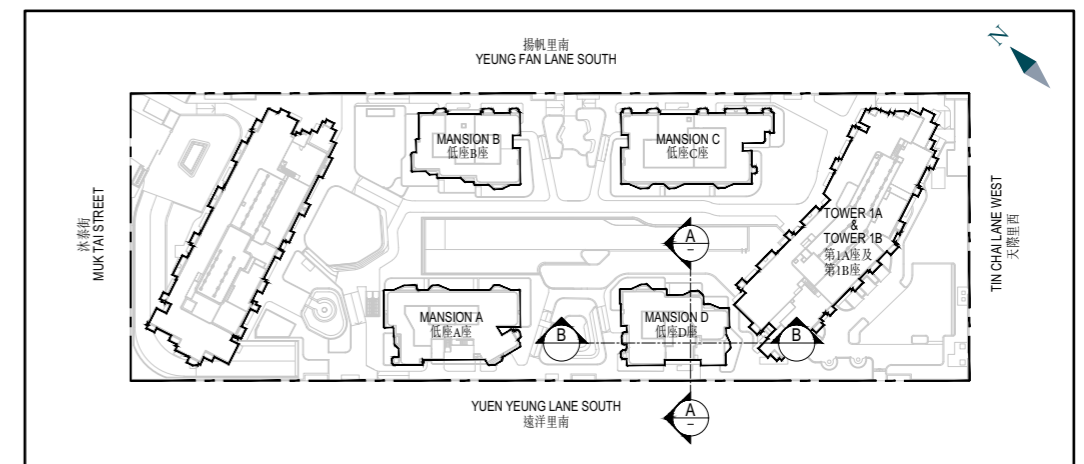 N
揚帆里南
YEUNG FAN LANE SOUTH
MANSION B
低座B座
MANSION C
低座C座
沐泰街
MUK TAI STREET
TOWER 1A
&
TOWER 1B
第1A座及
第1B座
TIN CHAI LANE WEST
天際里西
A
–
MANSION A
低座A座
B
MANSION D
低座D座
B
YUEN YEUNG LANE SOUTH
遠洋里南
A
–